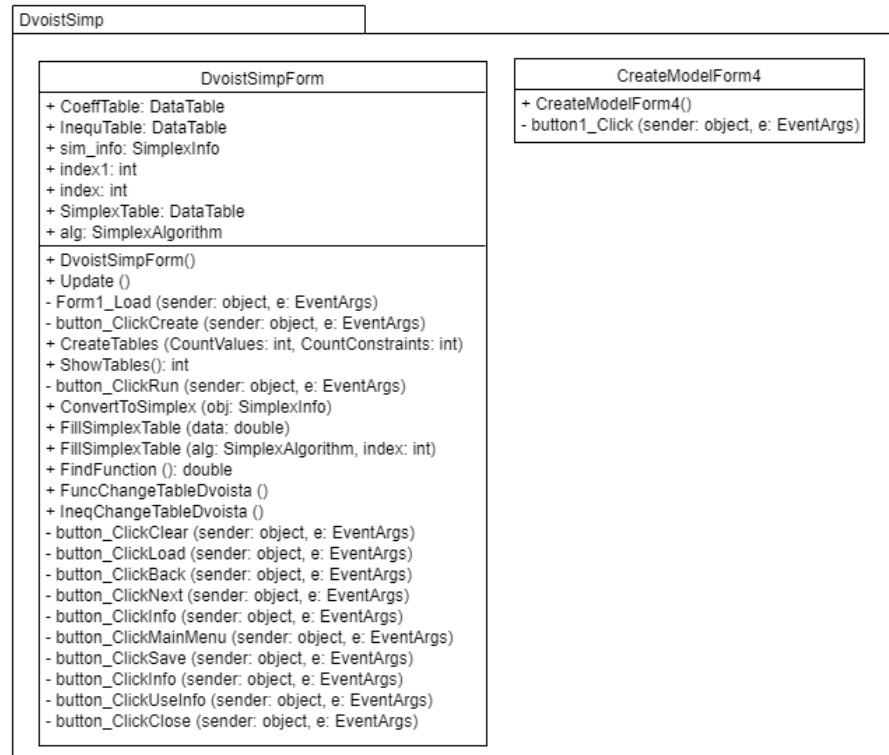 DvoistSimp
DvoistSimpForm
+ CoeffTable: DataTable
+ InequTable: DataTable
+ sim_info: SimplexInfo
+ index1: int
+ index: int
+ SimplexTable: DataTable
+ alg: SimplexAlgorithm
+ DvoistSimpForm()
+ Update ()
- Form1_Load (sender: object, e: EventArgs)
- button_ClickCreate (sender: object, e: EventArgs)
+ CreateTables (CountValues: int, CountConstraints: int)
+ ShowTables(): int
- button_ClickRun (sender: object, e: EventArgs)
+ ConvertToSimplex (obj: SimplexInfo)
+ FillSimplexTable (data: double)
+ FillSimplexTable (alg: SimplexAlgorithm, index: int)
+ FindFunction (): double
+ FuncChangeTableDvoista ()
+ IneqChangeTableDvoista ()
- button_ClickClear (sender: object, e: EventArgs)
- button_ClickLoad (sender: object, e: EventArgs)
- button_ClickBack (sender: object, e: EventArgs)
- button_ClickNext (sender: object, e: EventArgs)
- button_ClickInfo (sender: object, e: EventArgs)
- button_ClickMainMenu (sender: object, e: EventArgs)
- button_ClickSave (sender: object, e: EventArgs)
- button_ClickInfo (sender: object, e: EventArgs)
- button_ClickUseInfo (sender: object, e: EventArgs)
- button_ClickClose (sender: object, e: EventArgs)
CreateModelForm4
+ CreateModelForm4()
- button1_Click (sender: object, e: EventArgs)